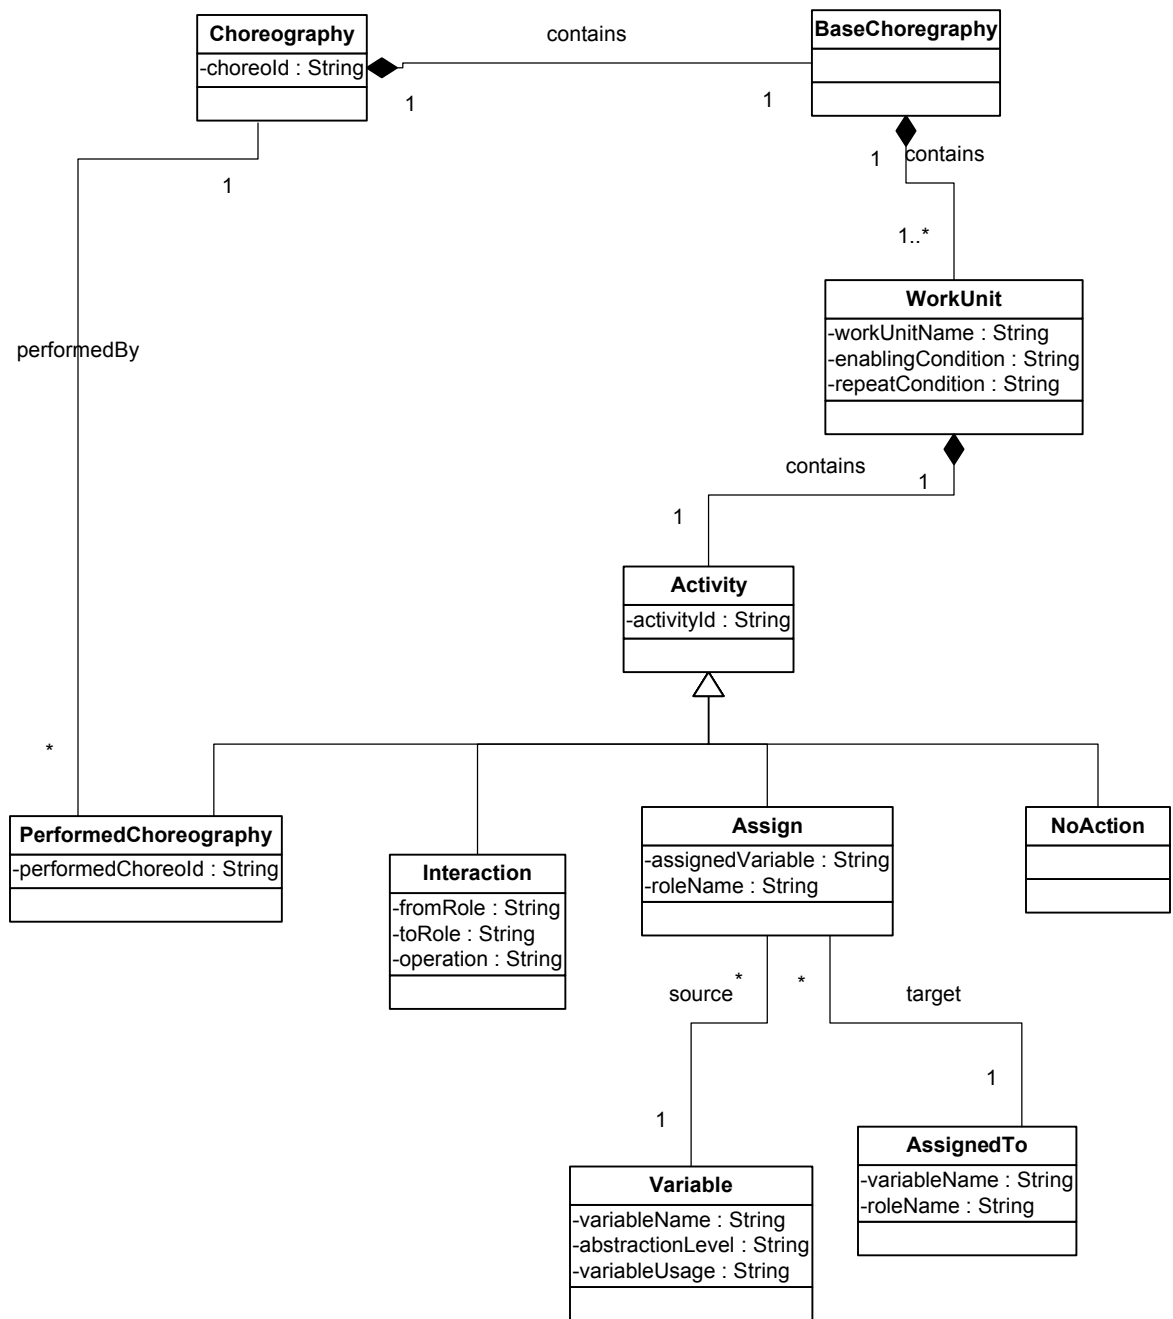 Choreography
-choreoId : String
contains
1
1
BaseChoregraphy
1
contains
1..*
1
performedBy
*
WorkUnit
-workUnitName : String
-enablingCondition : String
-repeatCondition : String
contains
1
1
Activity
-activityId : String
PerformedChoreography
-performedChoreoId : String
Interaction
-fromRole : String
-toRole : String
-operation : String
Assign
-assignedVariable : String
-roleName : String
NoAction
source
*
*
target
1
1
Variable
-variableName : String
-abstractionLevel : String
-variableUsage : String
AssignedTo
-variableName : String
-roleName : String